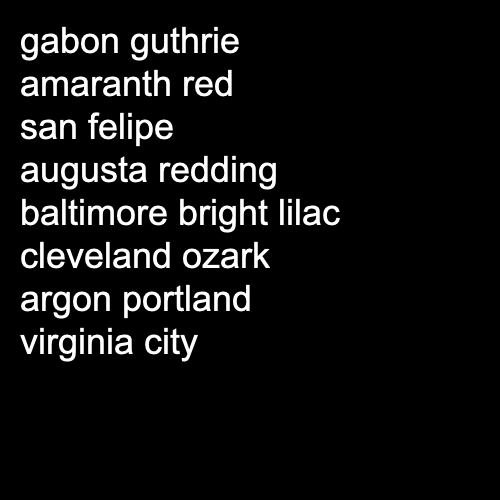 gabon guthrie
amaranth red
san felipe
augusta redding
baltimore bright lilac
cleveland ozark
argon portland
virginia city